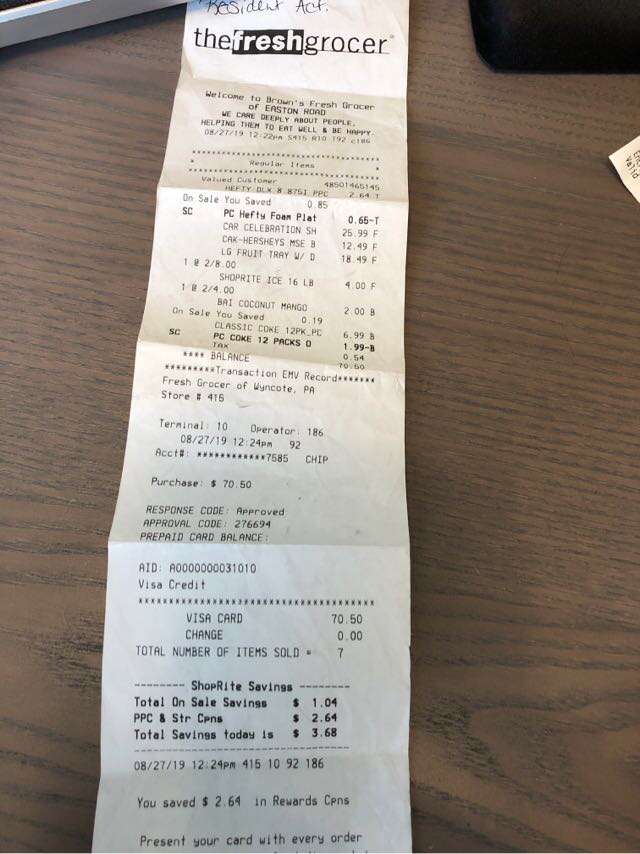 Resident Act.
thefreshgrocer®
Welcome to Brown's Fresh Grocer
of EASTON ROAD
WE CARE DEEPLY ABOUT PEOPLE,
HELPING THEM TO EAT WELL & BE HAPPY.
08/27/19 12:22pm S415 R10 T92 c186
****************************************
* Regular Items *
****************************************
Valued Customer 48501465145
HEFTY DLX 8 875I PPC 2.64 T
On Sale You Saved 0.85
SC PC Hefty Foam Plat 0.65-T
CAR CELEBRATION SH 25.99 F
CAK-HERSHEYS MSE B 12.49 F
LG FRUIT TRAY W/ D 18.49 F
1 @ 2/8.00
SHOPRITE ICE 16 LB 4.00 F
1 @ 2/4.00
BAI COCONUT MANGO 2.00 B
On Sale You Saved 0.19
CLASSIC COKE 12PK_PC 6.99 B
SC PC COKE 12 PACKS O 1.99-B
TAX 0.54
**** BALANCE 70.50
*********Transaction EMV Record*******
Fresh Grocer of Wyncote, PA
Store # 415
Terminal: 10 Operator: 186
08/27/19 12:24pm 92
Acct#: ************7585 CHIP
Purchase: $ 70.50
RESPONSE CODE: Approved
APPROVAL CODE: 276694
PREPAID CARD BALANCE:
AID: A0000000031010
Visa Credit
****************************************
VISA CARD 70.50
CHANGE 0.00
TOTAL NUMBER OF ITEMS SOLD = 7
-------- ShopRite Savings --------
Total On Sale Savings $ 1.04
PPC & Str Cpns $ 2.64
Total Savings today is $ 3.68
----------------------------------
08/27/19 12:24pm 415 10 92 186
You saved $ 2.64 in Rewards Cpns
Present your card with every order